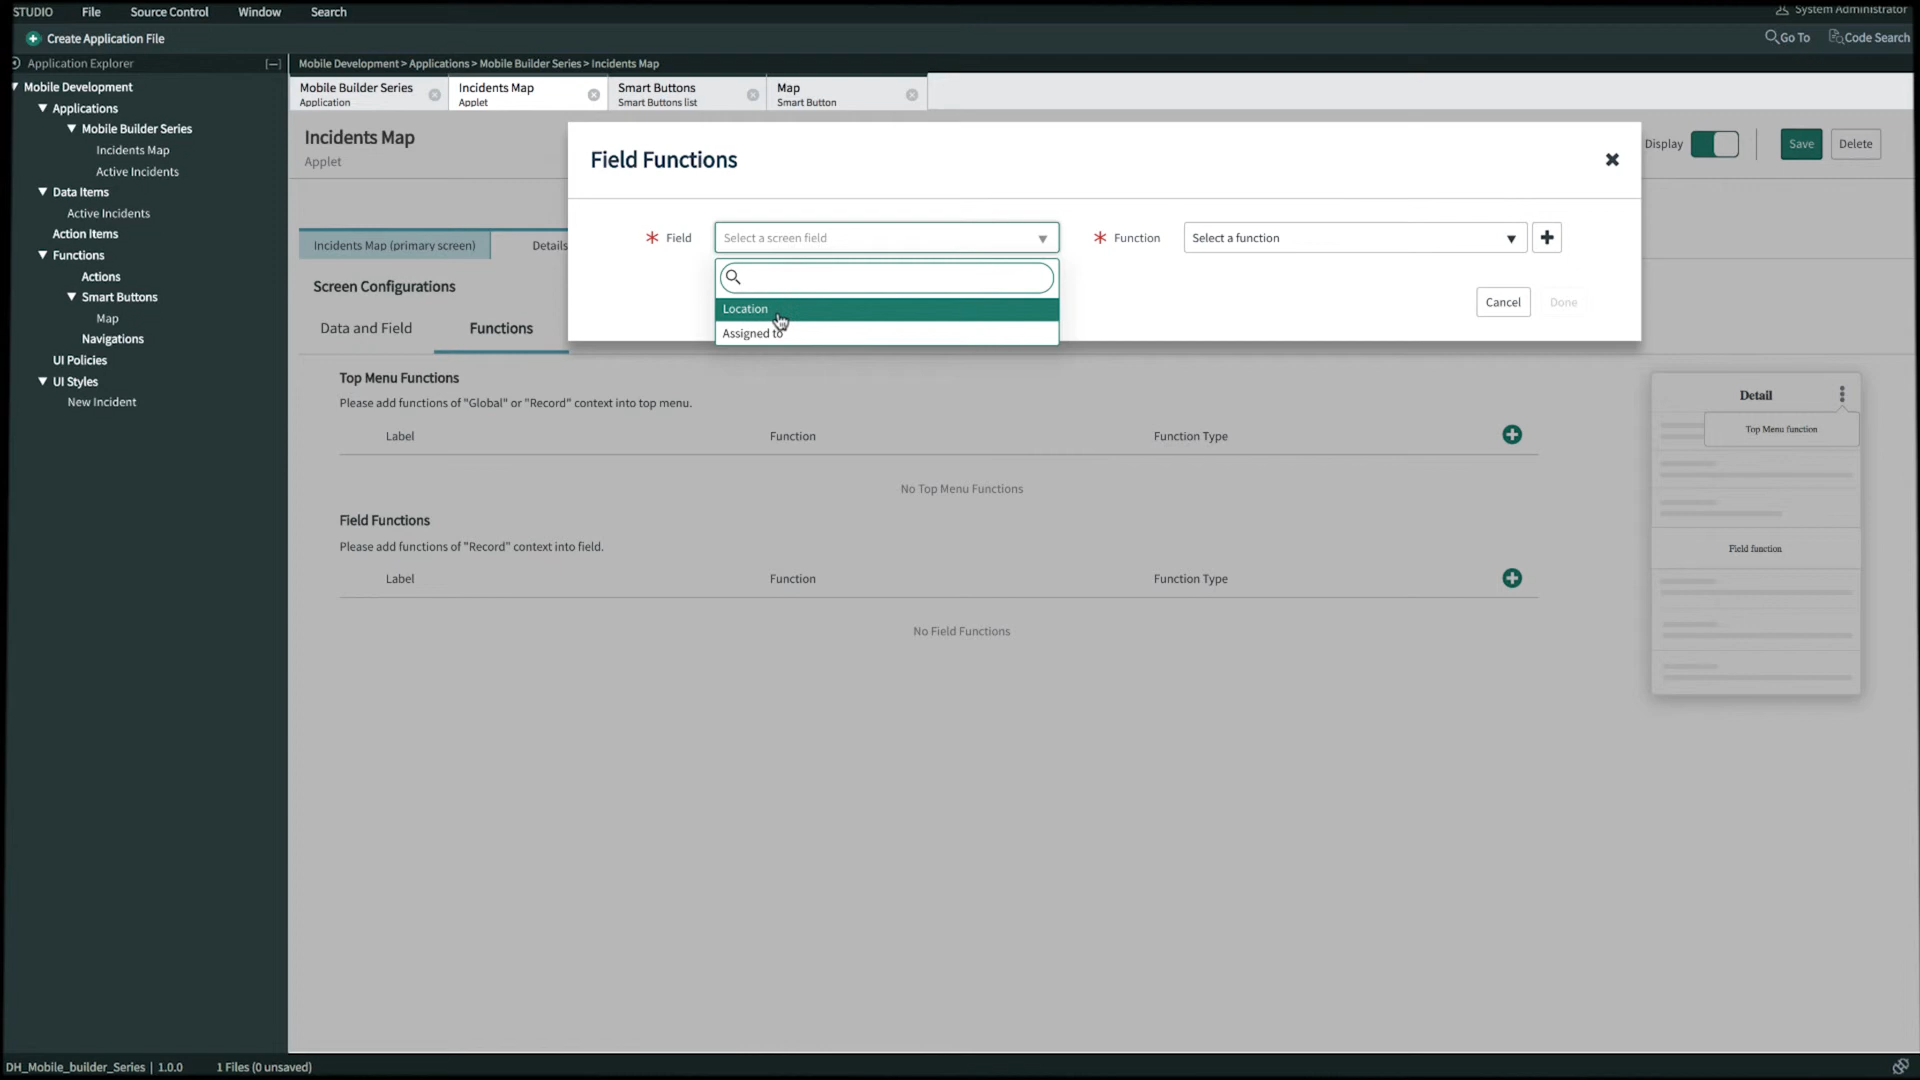 STUDIO File Source Control Window Search System Administrator
Create Application File Go To Code Search
Application Explorer [—] Mobile Development > Applications > Mobile Builder Series > Incidents Map
Mobile Development
Applications
Mobile Builder Series
Incidents Map
Active Incidents
Data Items
Active Incidents
Action Items
Functions
Actions
Smart Buttons
Map
Navigations
UI Policies
UI Styles
New Incident
Mobile Builder Series
Application
Incidents Map
Applet
Smart Buttons
Smart Buttons list
Map
Smart Button
Incidents Map
Applet
Display Save Delete
Incidents Map (primary screen) Details
Screen Configurations
Data and Field Functions
Field Functions
* Field Select a screen field * Function Select a function
Location
Assigned to
Cancel Done
Top Menu Functions
Please add functions of "Global" or "Record" context into top menu.
Label Function Function Type
No Top Menu Functions
Field Functions
Please add functions of "Record" context into field.
Label Function Function Type
No Field Functions
Detail
Top Menu function
Field function
DH_Mobile_builder_Series | 1.0.0 1 Files (0 unsaved)